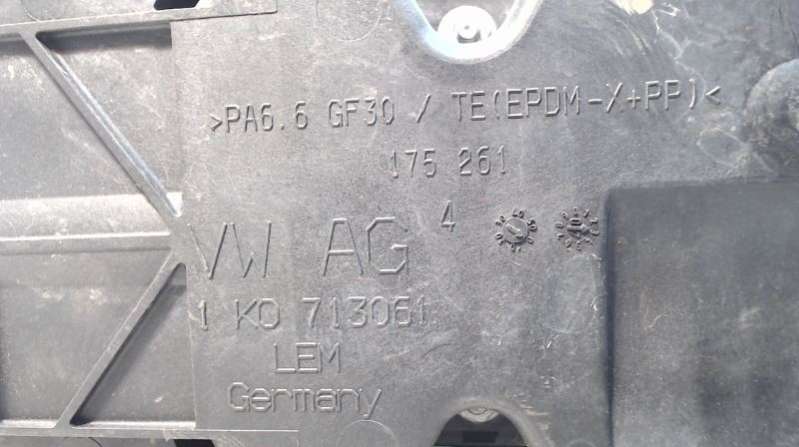 >PA6.6 GF30 / TE(EPDM-X+PP)<
175 261
VW AG 4
1 K0 713061
LEM
Germany